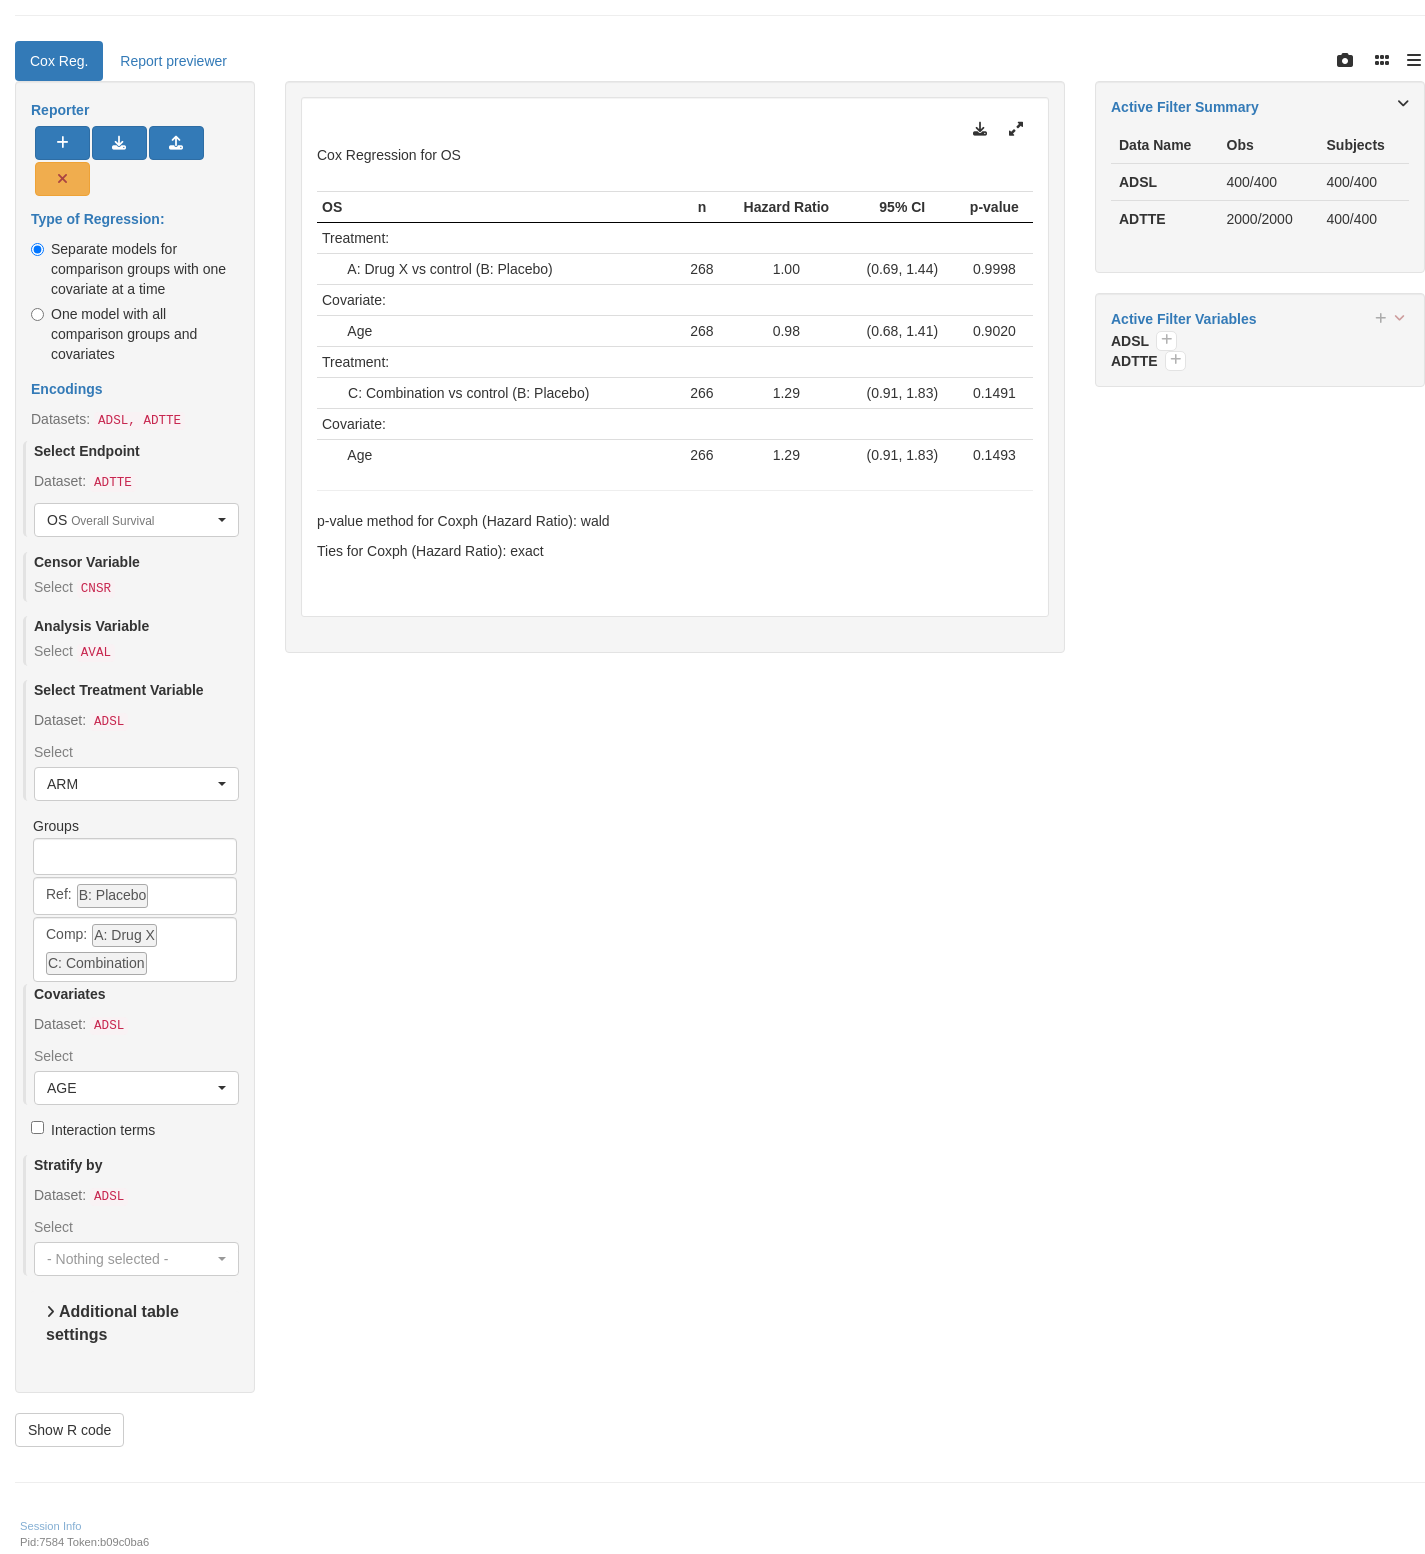 Cox Reg.
Report previewer
Reporter
Type of Regression:
Separate models for
comparison groups with one
covariate at a time
One model with all
comparison groups and
covariates
Encodings
Datasets: ADSL, ADTTE
Select Endpoint
Dataset: ADTTE
OS Overall Survival
Censor Variable
Select CNSR
Analysis Variable
Select AVAL
Select Treatment Variable
Dataset: ADSL
Select
ARM
Groups
Ref: B: Placebo
Comp: A: Drug X
C: Combination
Covariates
Dataset: ADSL
Select
AGE
Interaction terms
Stratify by
Dataset: ADSL
Select
- Nothing selected -
Additional table
settings
Show R code
Cox Regression for OS
OS n Hazard Ratio 95% CI p-value
Treatment:
A: Drug X vs control (B: Placebo) 268 1.00 (0.69, 1.44) 0.9998
Covariate:
Age 268 0.98 (0.68, 1.41) 0.9020
Treatment:
C: Combination vs control (B: Placebo) 266 1.29 (0.91, 1.83) 0.1491
Covariate:
Age 266 1.29 (0.91, 1.83) 0.1493
p-value method for Coxph (Hazard Ratio): wald
Ties for Coxph (Hazard Ratio): exact
Active Filter Summary
Data Name Obs Subjects
ADSL 400/400 400/400
ADTTE 2000/2000 400/400
Active Filter Variables
ADSL
ADTTE
Session Info
Pid:7584 Token:b09c0ba6